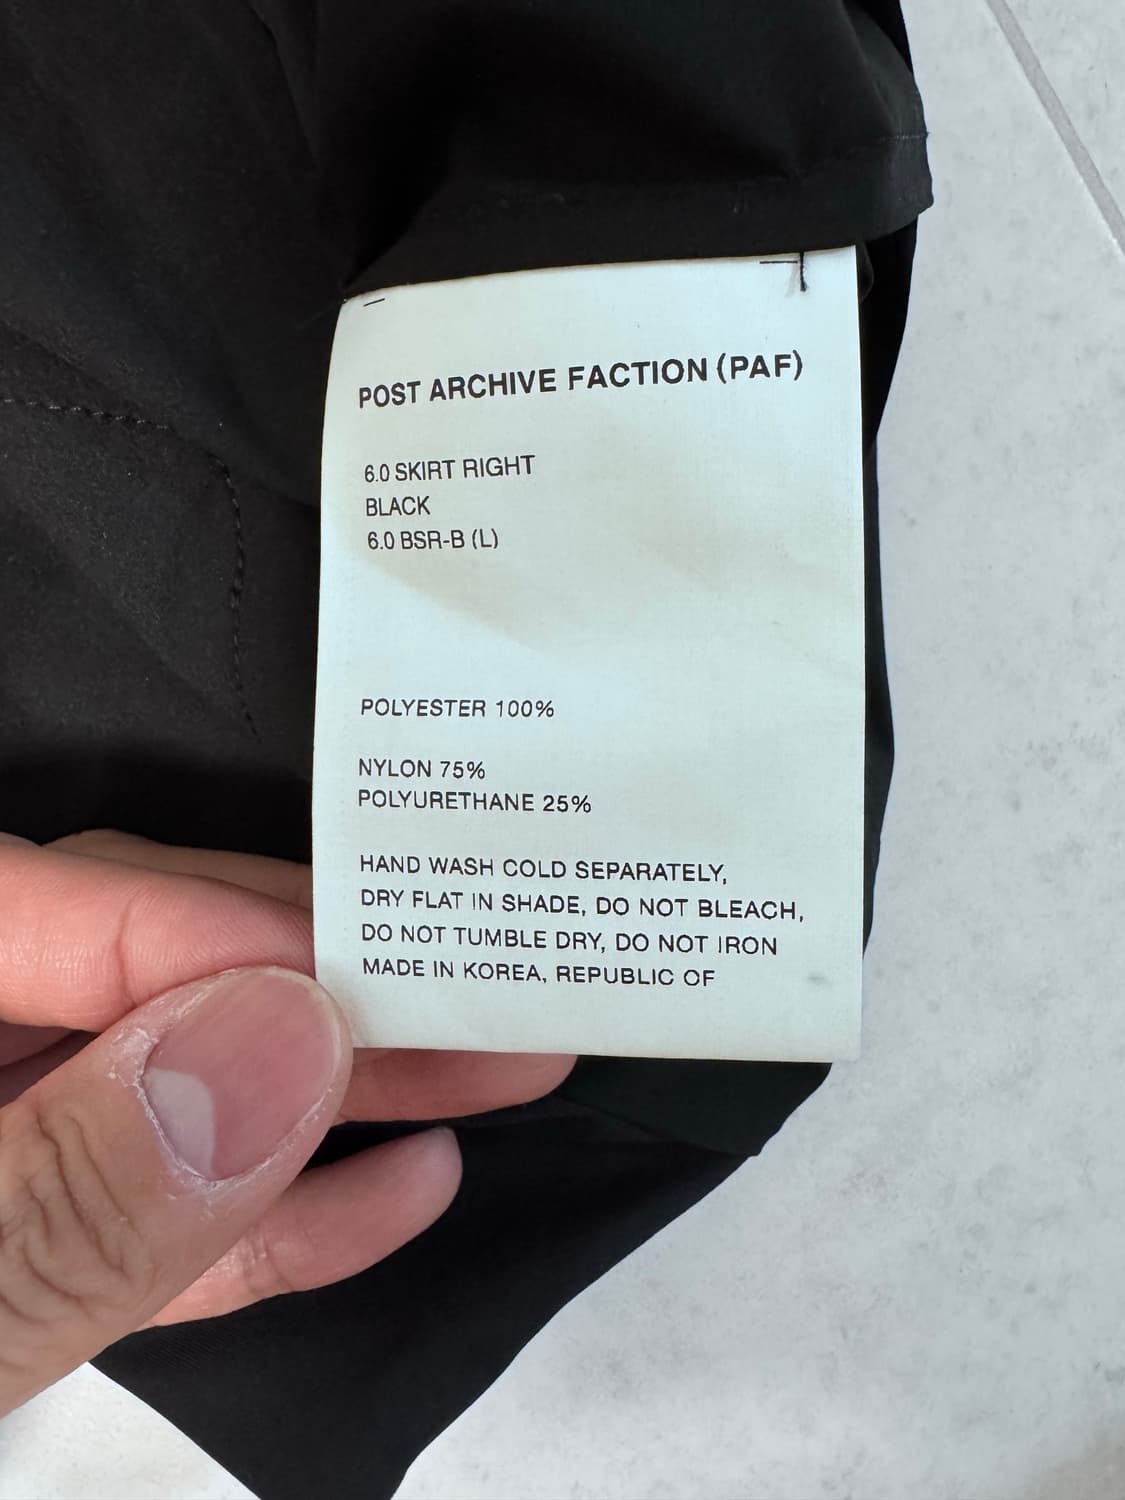 POST ARCHIVE FACTION (PAF)
6.0 SKIRT RIGHT
BLACK
6.0 BSR-B (L)
POLYESTER 100%
NYLON 75%
POLYURETHANE 25%
HAND WASH COLD SEPARATELY,
DRY FLAT IN SHADE, DO NOT BLEACH,
DO NOT TUMBLE DRY, DO NOT IRON
MADE IN KOREA, REPUBLIC OF